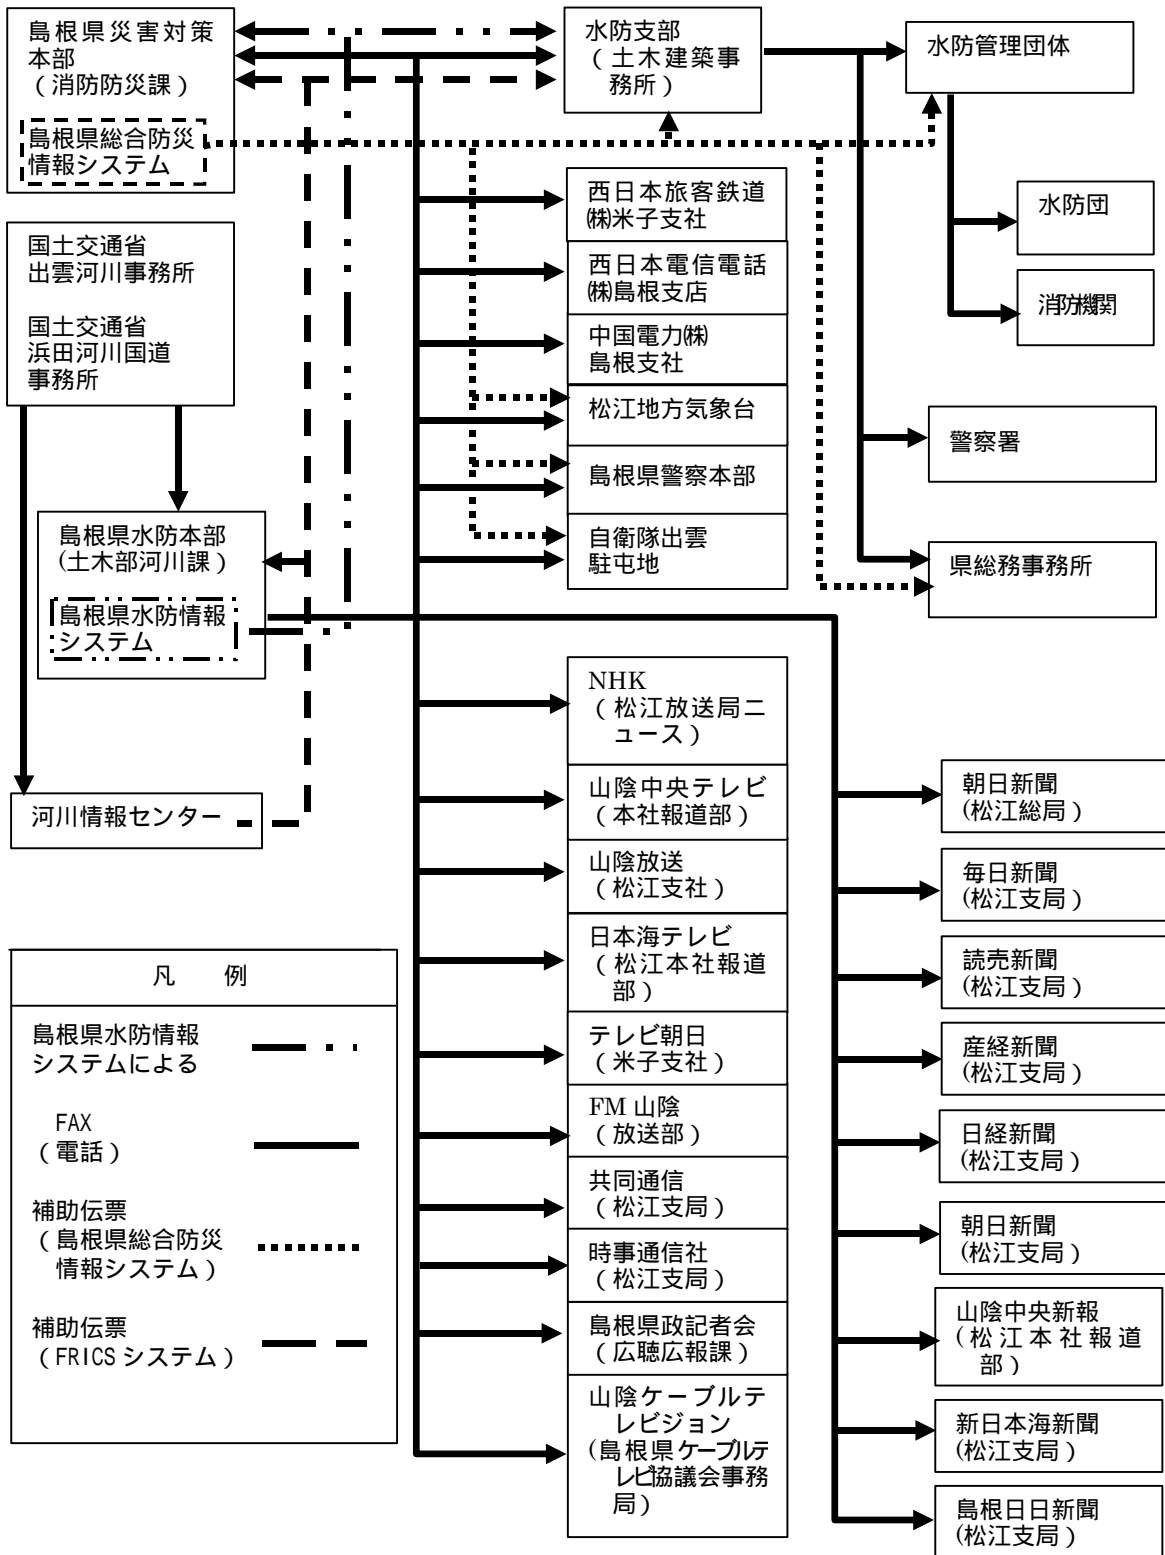 島根県災害対策
本部
（消防防災課）
島根県総合防災
情報システム
国土交通省
出雲河川事務所
国土交通省
浜田河川国道
事務所
島根県水防本部
(土木部河川課）
島根県水防情報
システム
河川情報センター
凡　例
島根県水防情報
システムによる
FAX
（電話）
補助伝票
（島根県総合防災
情報システム）
補助伝票
（FRICSシステム）
水防支部
（土木建築事
務所）
西日本旅客鉄道
㈱米子支社
西日本電信電話
㈱島根支店
中国電力㈱
島根支社
松江地方気象台
島根県警察本部
自衛隊出雲
駐屯地
NHK
（松江放送局ニ
ュース）
山陰中央テレビ
（本社報道部）
山陰放送
（松江支社）
日本海テレビ
（松江本社報道
部）
テレビ朝日
（米子支社）
FM 山陰
（放送部）
共同通信
（松江支局）
時事通信社
（松江支局）
島根県政記者会
（広聴広報課）
山陰ケーブルテ
レビジョン
(島根県ケーブルテ
レビ協議会事務
局）
水防管理団体
水防団
消防機関
警察署
県総務事務所
朝日新聞
(松江総局）
毎日新聞
(松江支局）
読売新聞
(松江支局）
産経新聞
(松江支局）
日経新聞
(松江支局）
朝日新聞
(松江支局）
山陰中央新報
（松江本社報道
部）
新日本海新聞
(松江支局）
島根日日新聞
(松江支局）